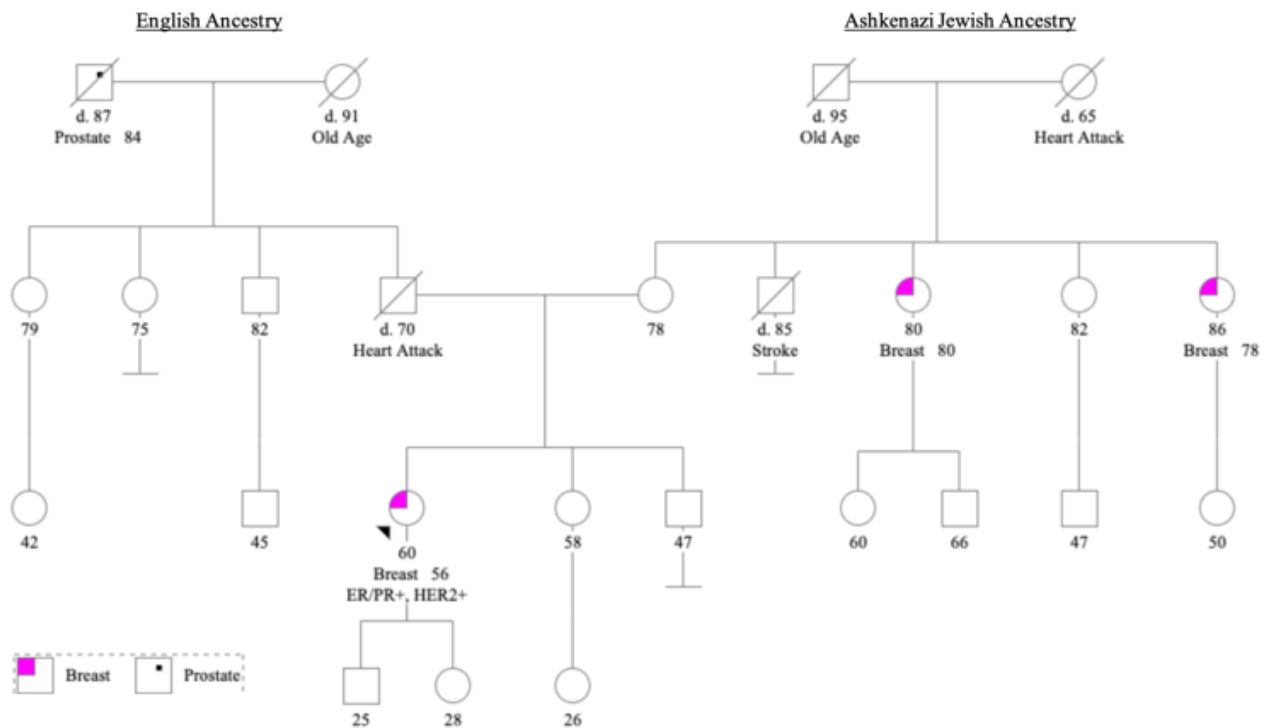 English Ancestry
Ashkenazi Jewish Ancestry
d. 87
Prostate 84
d. 91
Old Age
d. 95
Old Age
d. 65
Heart Attack
79
75
82
d. 70
Heart Attack
78
d. 85
Stroke
80
Breast 80
82
86
Breast 78
42
45
60
Breast 56
ER/PR+, HER2+
58
47
60
66
47
50
Breast
Prostate
25
28
26